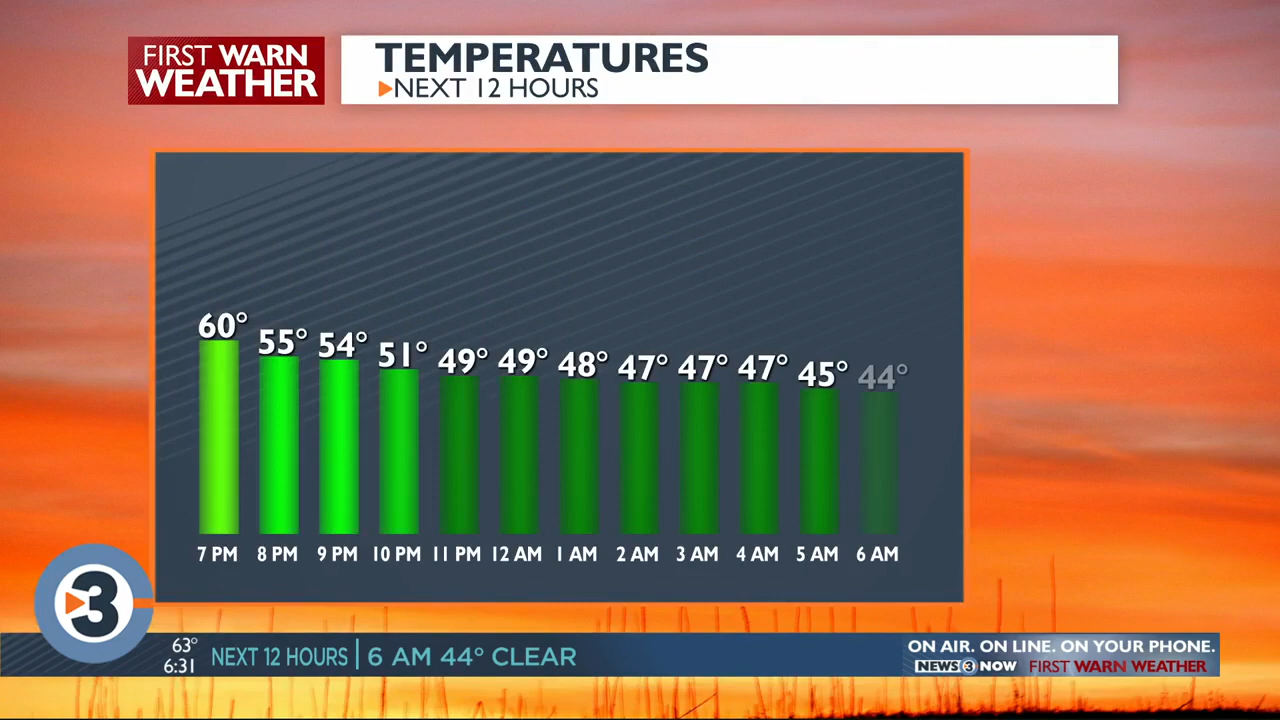 FIRST WARN
WEATHER
TEMPERATURES
NEXT 12 HOURS
60° 55° 54° 51° 49° 49° 48° 47° 47° 47° 45° 44°
7 PM 8 PM 9 PM 10 PM 11 PM 12 AM 1 AM 2 AM 3 AM 4 AM 5 AM 6 AM
3
63°
6:31
NEXT 12 HOURS 6 AM 44° CLEAR
ON AIR. ON LINE. ON YOUR PHONE.
NEWS 3 NOW FIRST WARN WEATHER